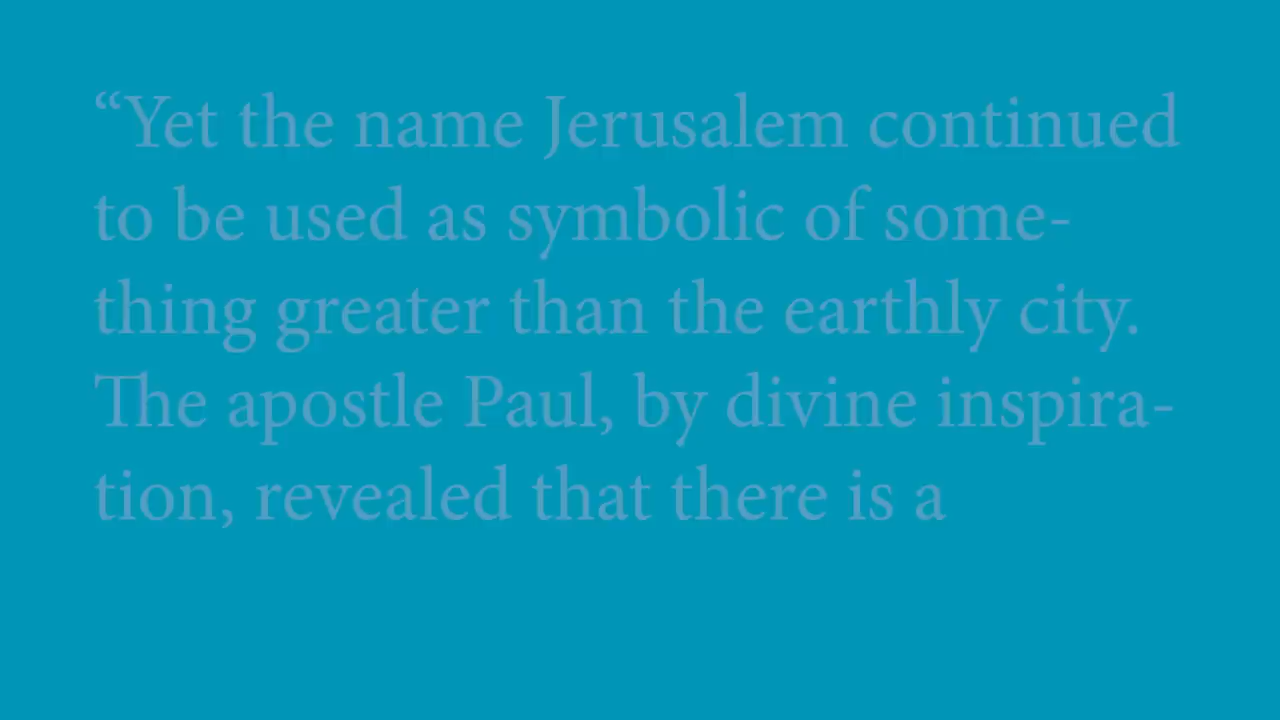 “Yet the name Jerusalem continued
to be used as symbolic of some-
thing greater than the earthly city.
The apostle Paul, by divine inspira-
tion, revealed that there is a